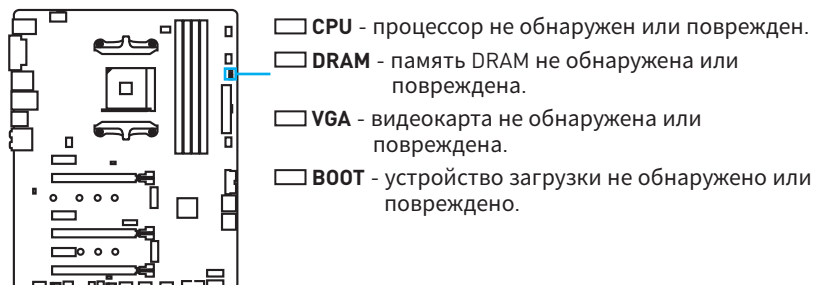 CPU - процессор не обнаружен или поврежден.
DRAM - память DRAM не обнаружена или
повреждена.
VGA - видеокарта не обнаружена или
повреждена.
BOOT - устройство загрузки не обнаружено или
повреждено.